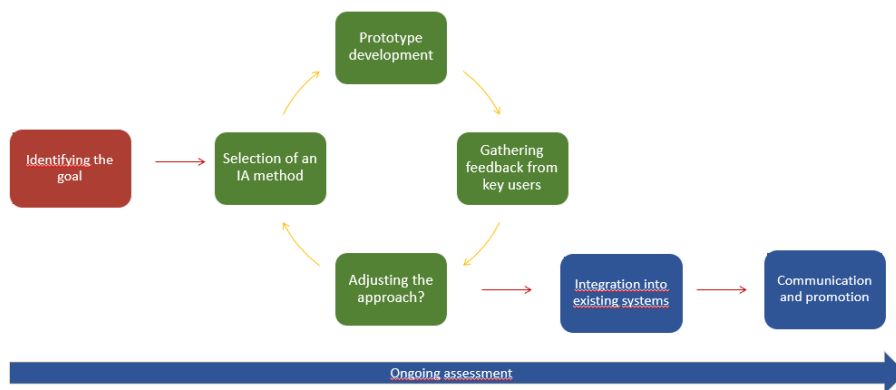 Prototype
development
Identifying the
goal
Selection of an
IA method
Gathering
feedback from
key users
Adjusting the
approach?
Integration into
existing systems
Communication
and promotion
Ongoing assessment